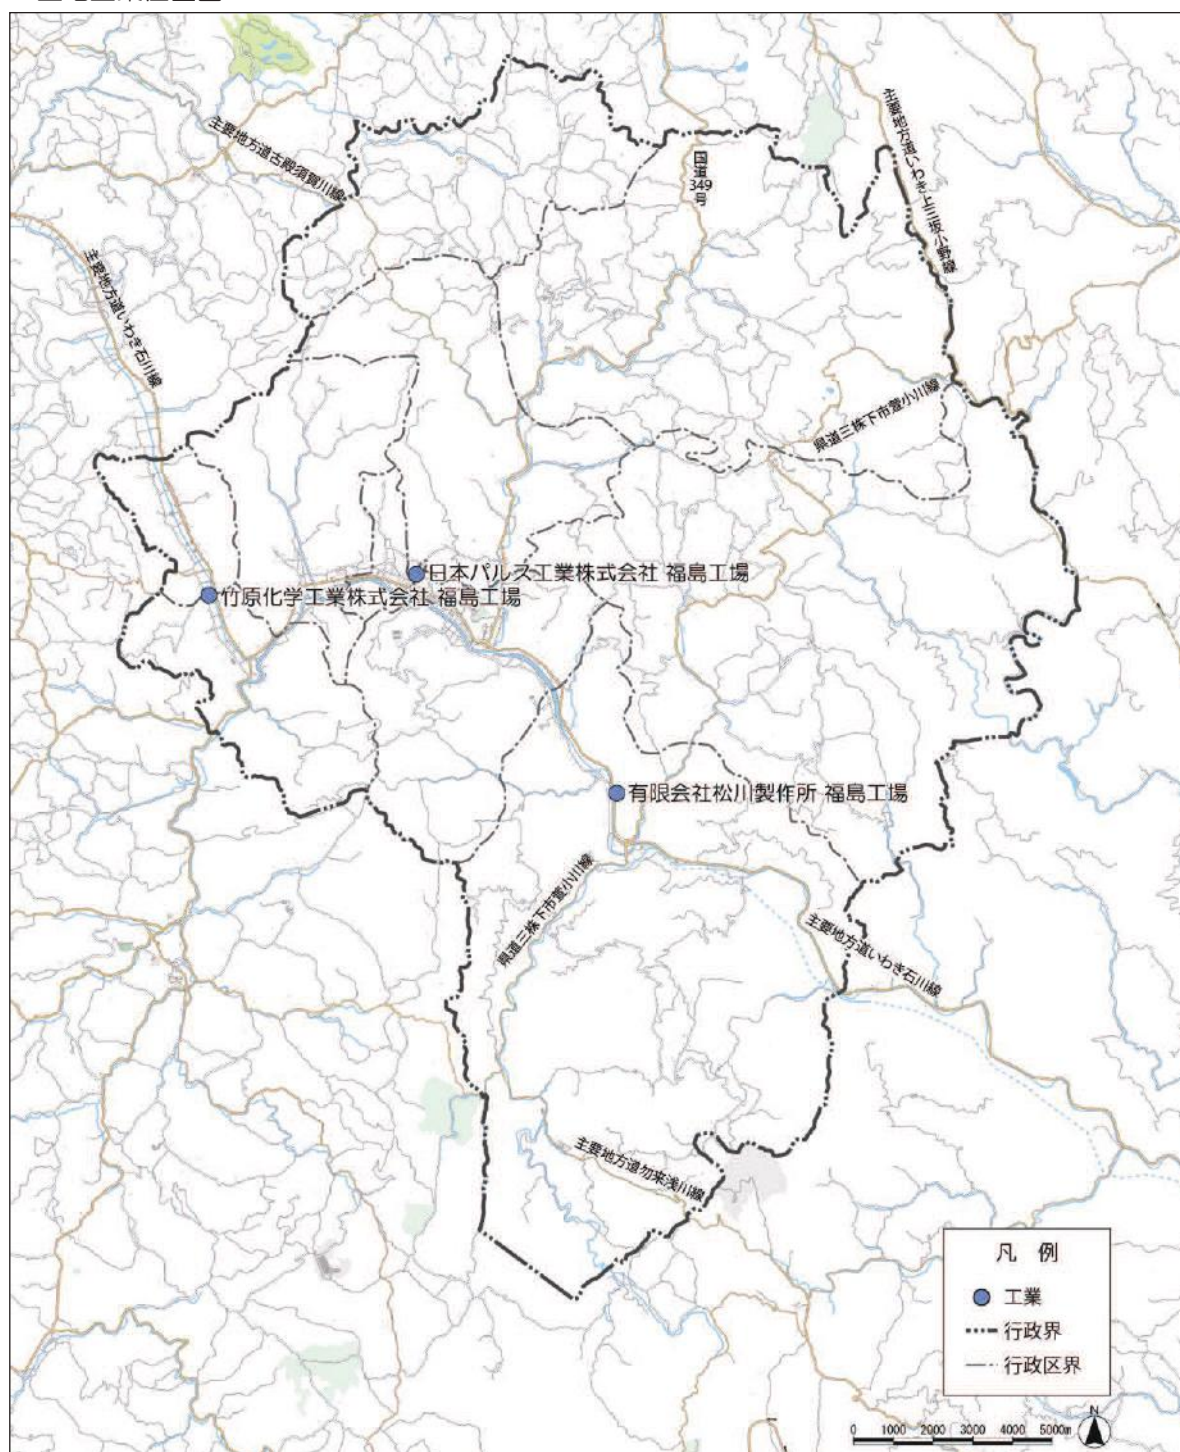 主要地方道古殿須賀川線
国道349号
主要地方道いわき上三坂小野線
主要地方道いわき石川線
県道三株下市萱小川線
日本パルス工業株式会社 福島工場
竹原化学工業株式会社 福島工場
有限会社松川製作所 福島工場
県道三株下市萱小川線
主要地方道いわき石川線
主要地方道勿来浅川線
凡 例
工業
行政界
行政区界
N
0 1000 2000 3000 4000 5000m